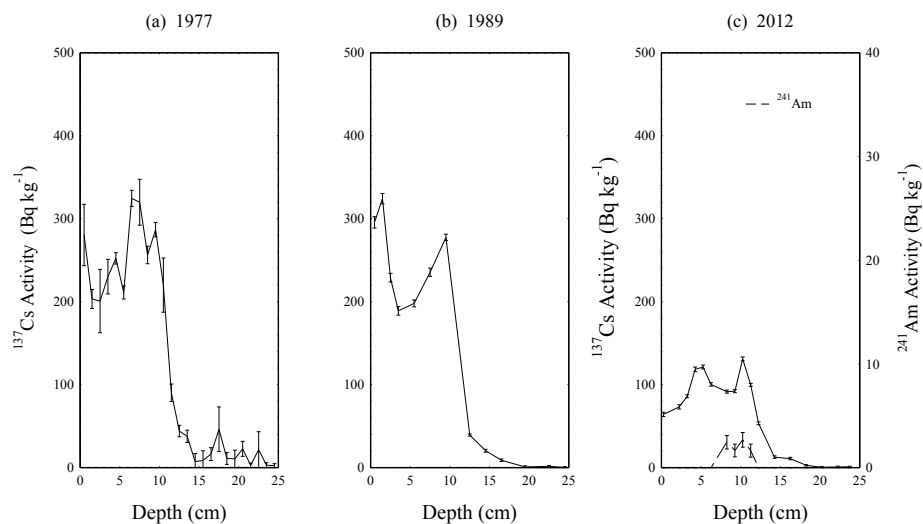 (a) 1977
(b) 1989
(c) 2012
500
400
300
200
100
0
0 5 10 15 20 25
Depth (cm)
¹³⁷Cs Activity (Bq kg⁻¹)
500
400
300
200
100
0
0 5 10 15 20 25
Depth (cm)
500
400
300
200
100
0
0 5 10 15 20 25
Depth (cm)
¹³⁷Cs Activity (Bq kg⁻¹)
²⁴¹Am
40
30
20
10
0
²⁴¹Am Activity (Bq kg⁻¹)